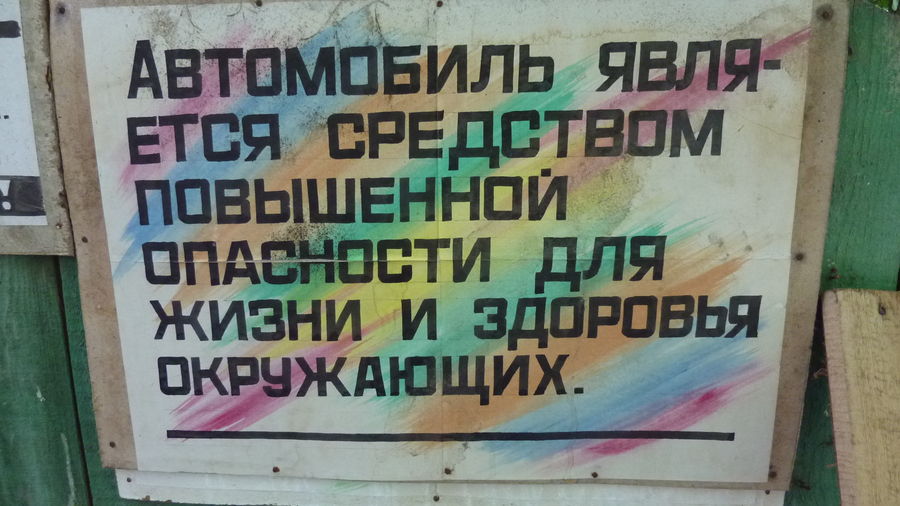 Автомобиль явля-
ется средством
повышенной
опасности для
жизни и здоровья
окружающих.